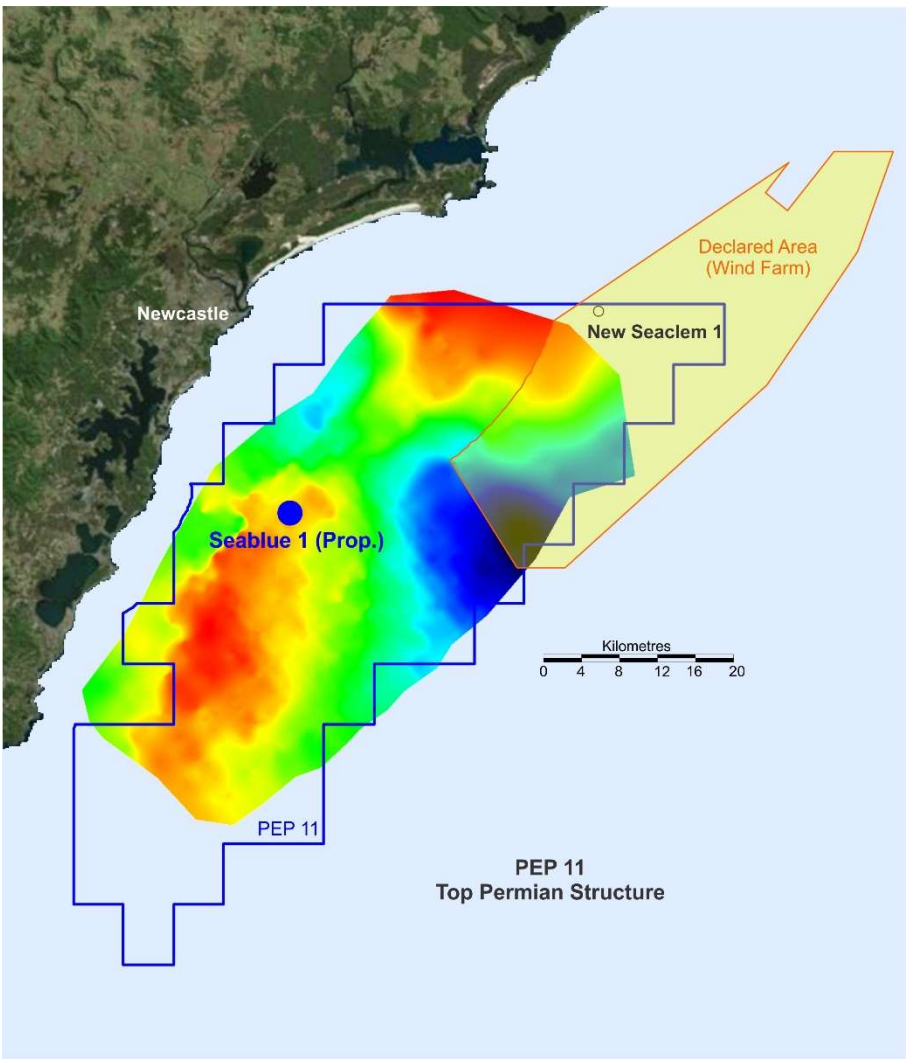 Declared Area
(Wind Farm)
Newcastle
New Seaclem 1
Seablue 1 (Prop.)
Kilometres
0 4 8 12 16 20
PEP 11
PEP 11
Top Permian Structure